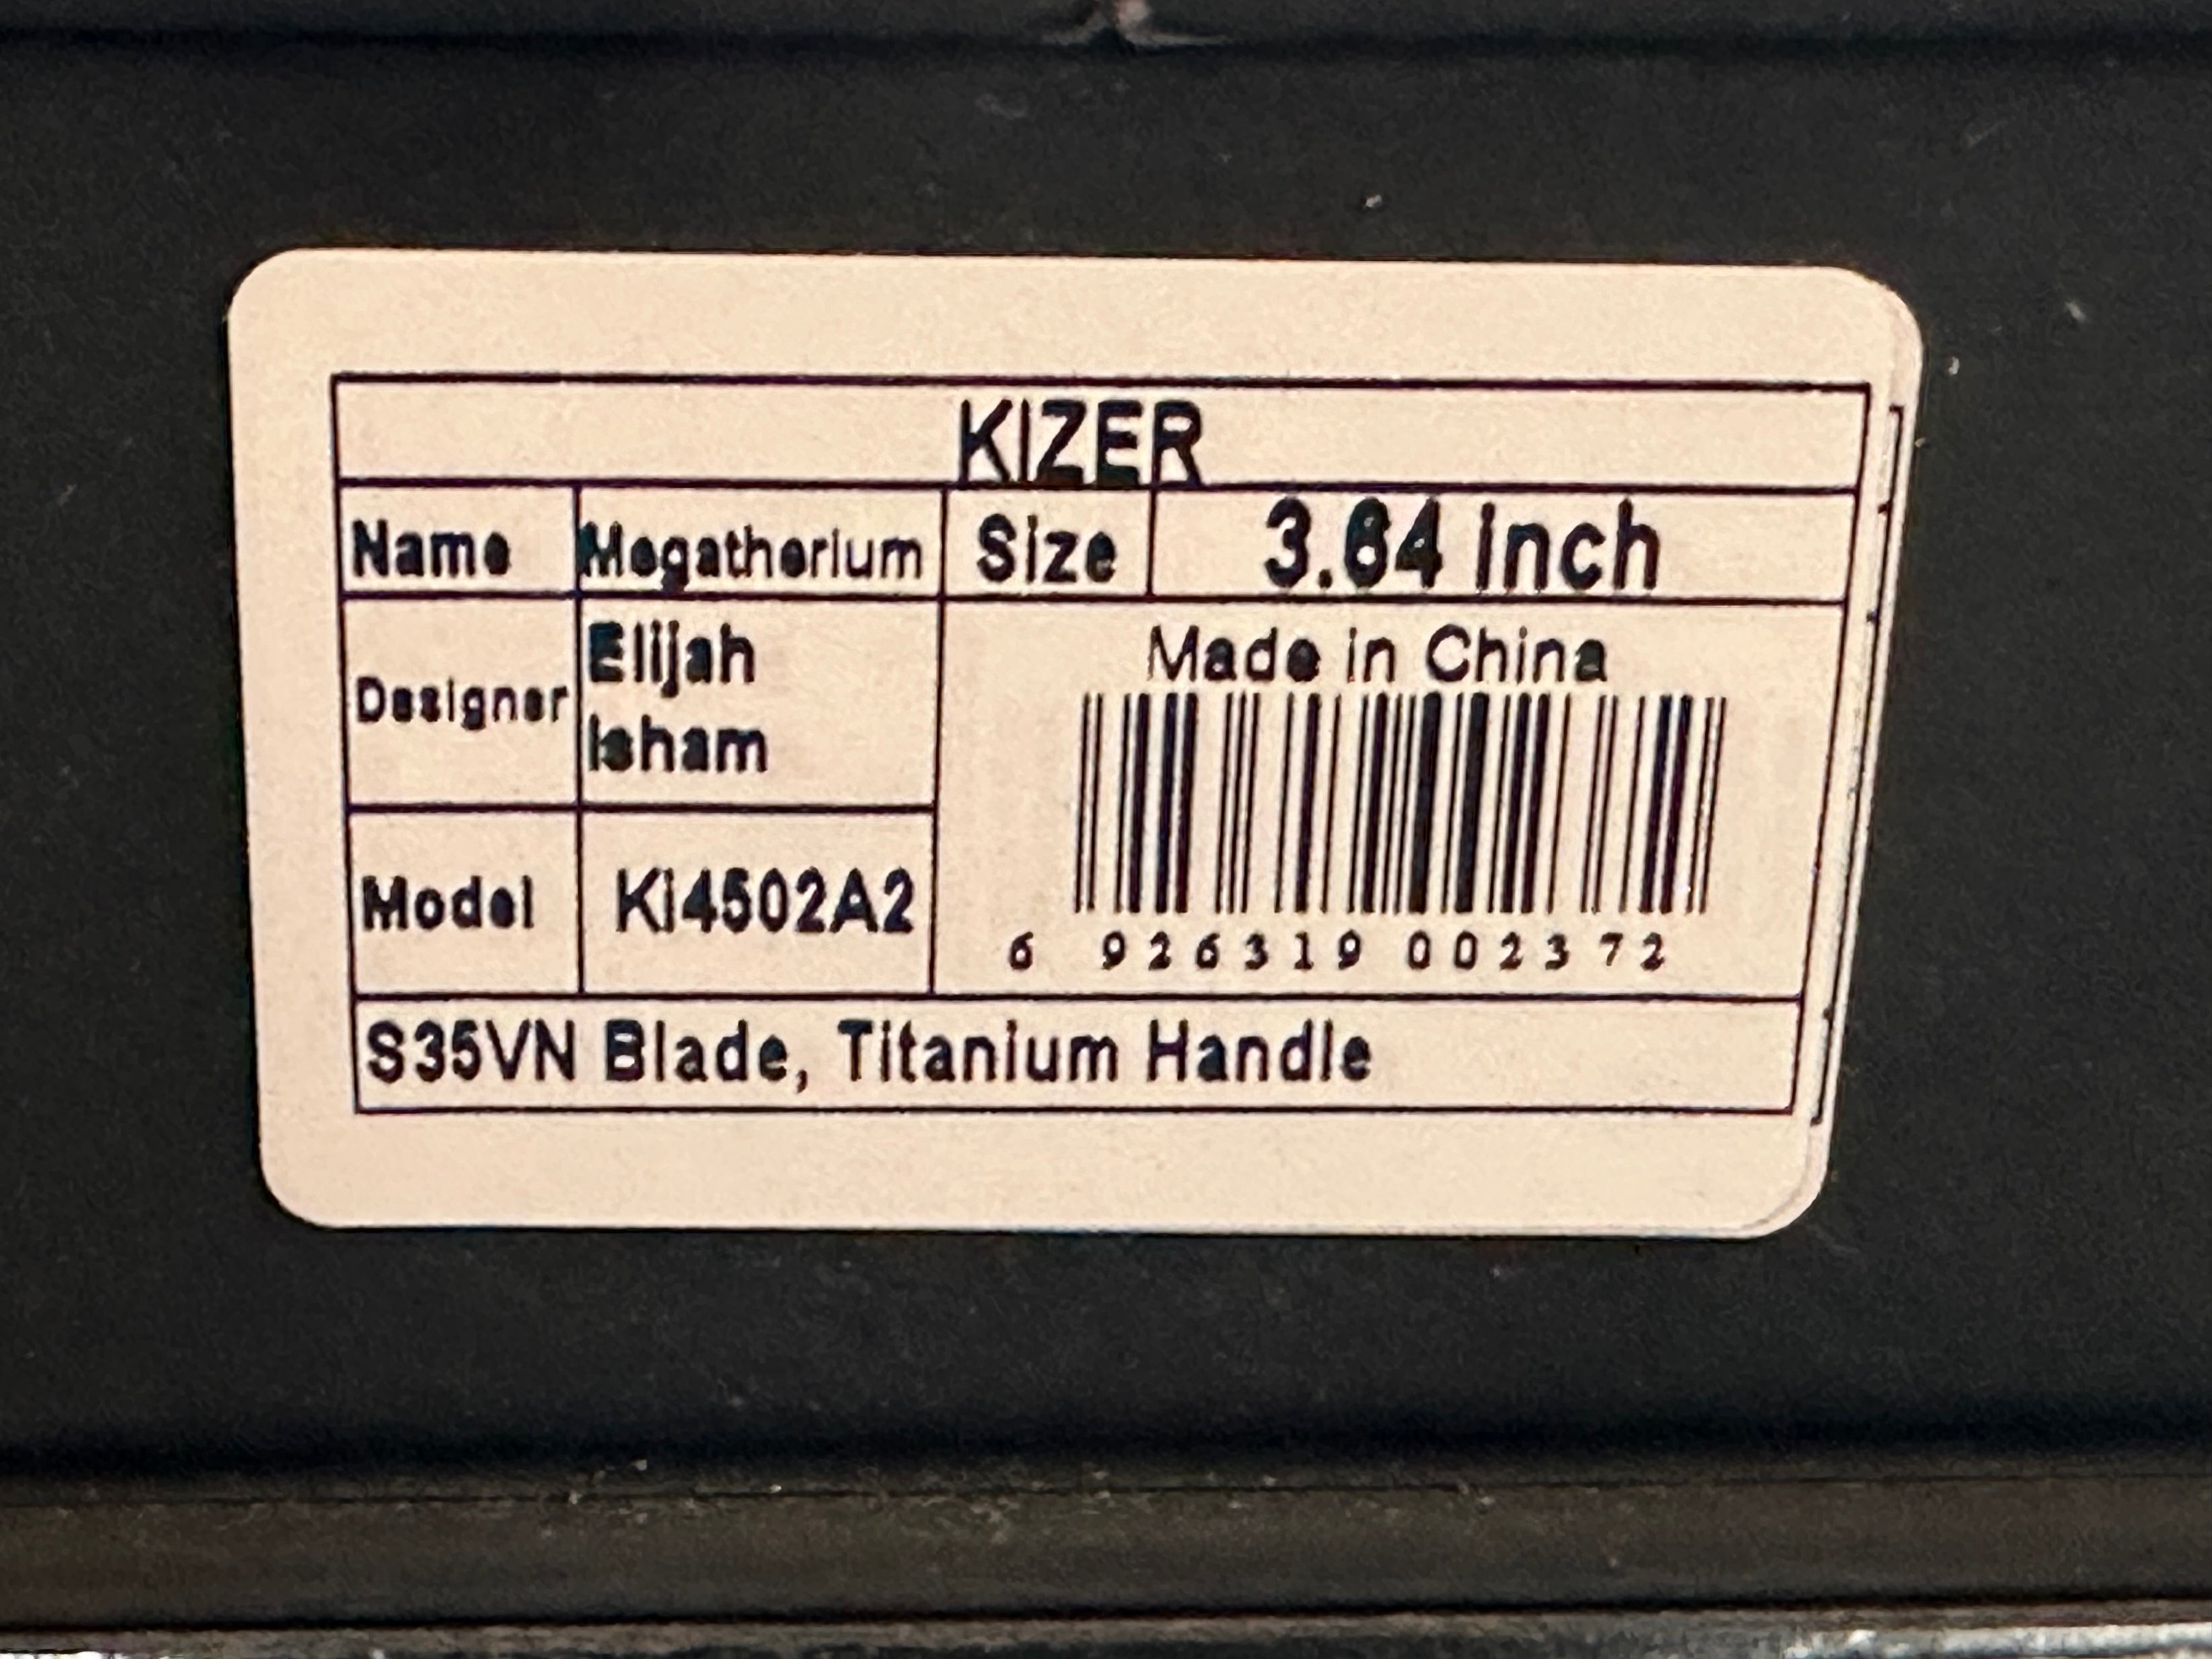 KIZER
Name Megatherium Size 3.64 inch
Designer Elijah Isham
Made in China
Model Ki4502A2
6 926319 002372
S35VN Blade, Titanium Handle